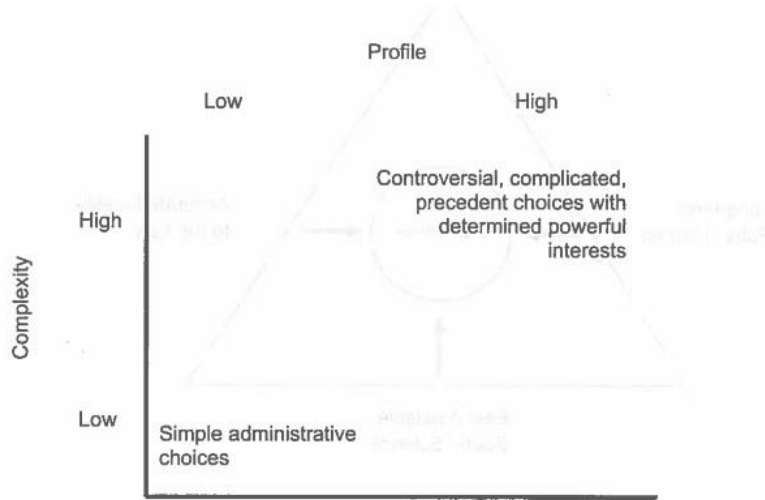 Profile
Low
High
Controversial, complicated,
precedent choices with
determined powerful
interests
High
Complexity
Low
Simple administrative
choices